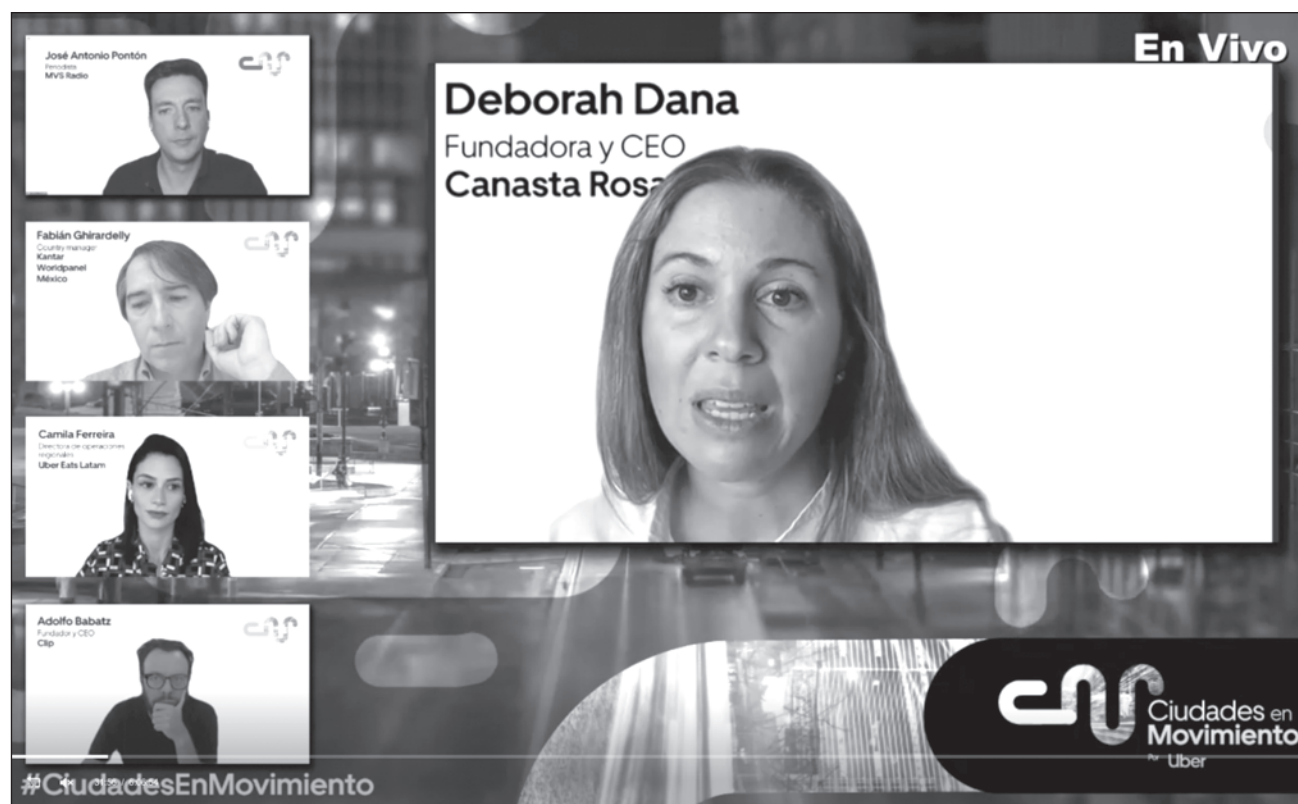 José Antonio Pontón
Periodista
MVS Radio
En Vivo
Deborah Dana
Fundadora y CEO
Canasta Rosa
Fabián Ghirardelly
Country manager
Kantar
Worldpanel
México
Camila Ferreira
Directora de operaciones
regionales
Uber Eats Latam
Adolfo Babatz
Fundador y CEO
Clip
Ciudades en
Movimiento
Por Uber
#CiudadesEnMovimiento